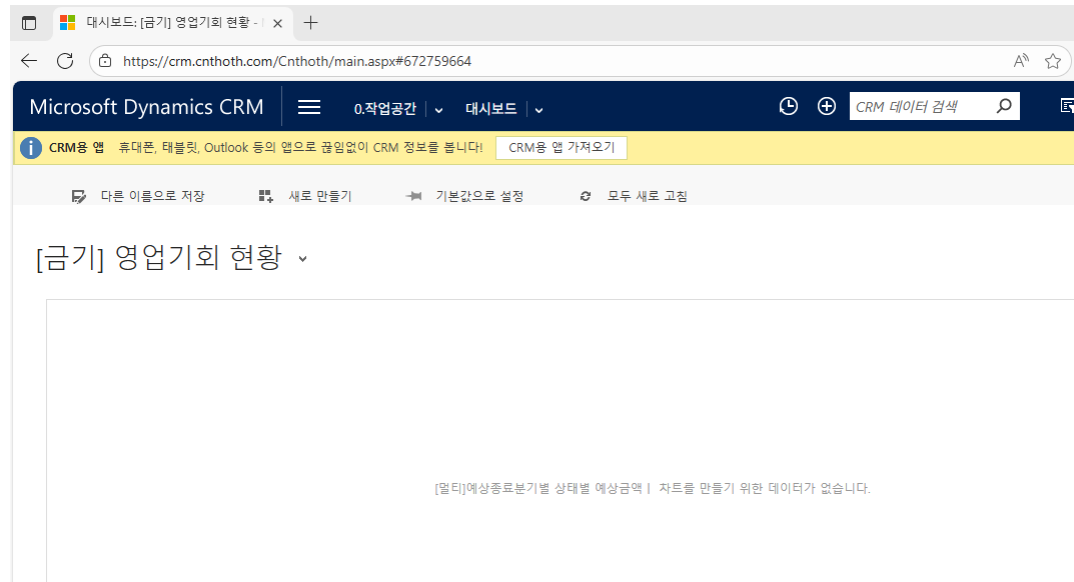 대시보드: [금기] 영업기회 현황 -
https://crm.cnthoth.com/Cnthoth/main.aspx#672759664
Microsoft Dynamics CRM 0.작업공간 대시보드 CRM 데이터 검색
CRM용 앱 휴대폰, 태블릿, Outlook 등의 앱으로 끊임없이 CRM 정보를 봅니다! CRM용 앱 가져오기
다른 이름으로 저장 새로 만들기 기본값으로 설정 모두 새로 고침
[금기] 영업기회 현황
[멀티]예상종료분기별 상태별 예상금액ㅣ 차트를 만들기 위한 데이터가 없습니다.